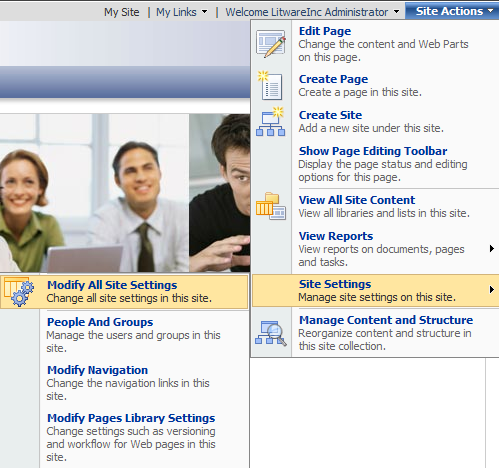 My Site | My Links | Welcome LitwareInc Administrator | Site Actions
Edit Page
Change the content and Web Parts
on this page.
Create Page
Create a page in this site.
Create Site
Add a new site under this site.
Show Page Editing Toolbar
Display the page status and editing
options for this page.
View All Site Content
View all libraries and lists in this site.
View Reports
View reports on documents, pages
and tasks.
Site Settings
Manage site settings on this site.
Manage Content and Structure
Reorganize content and structure in
this site collection.
Modify All Site Settings
Change all site settings in this site.
People And Groups
Manage the users and groups in this
site.
Modify Navigation
Change the navigation links in this
site.
Modify Pages Library Settings
Change settings such as versioning
and workflow for Web pages in this
site.